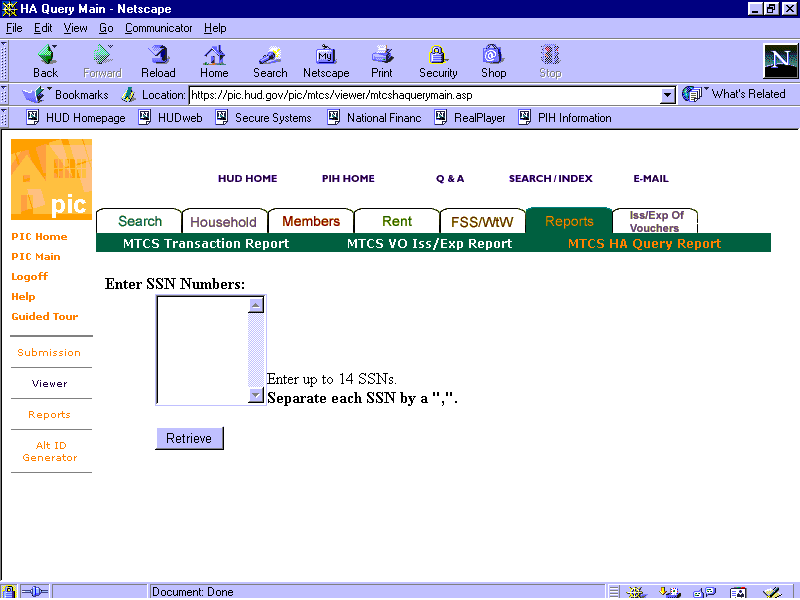 HA Query Main - Netscape
File Edit View Go Communicator Help
Back Forward Reload Home Search Netscape Print Security Shop Stop
My
N
Bookmarks Location: https://pic.hud.gov/pic/mtcs/viewer/mtcshaquerymain.asp What's Related
HUD Homepage HUDweb Secure Systems National Financ RealPlayer PIH Information
pic
HUD HOME PIH HOME Q & A SEARCH / INDEX E-MAIL
Search Household Members Rent FSS/WtW Reports Iss/Exp Of
Vouchers
MTCS Transaction Report MTCS VO Iss/Exp Report MTCS HA Query Report
PIC Home
PIC Main
Logoff
Help
Guided Tour
Submission
Viewer
Reports
Alt ID
Generator
Enter SSN Numbers:
Enter up to 14 SSNs.
Separate each SSN by a ",".
Retrieve
Document: Done